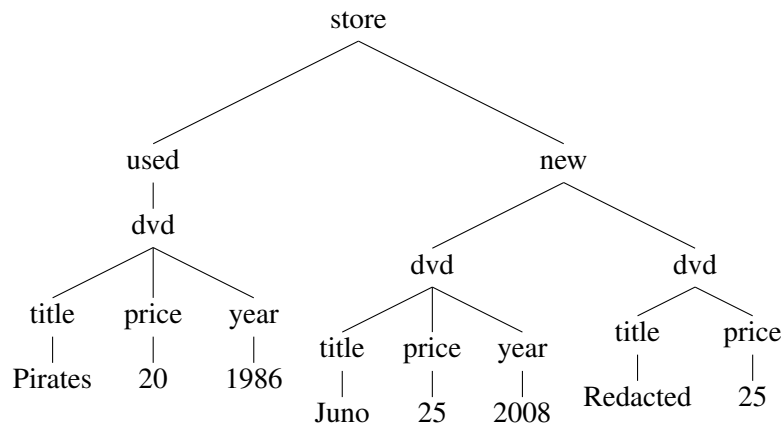 store
used new
dvd
dvd dvd
title price year
title price
title price year
Pirates 20 1986
Redacted 25
Juno 25 2008